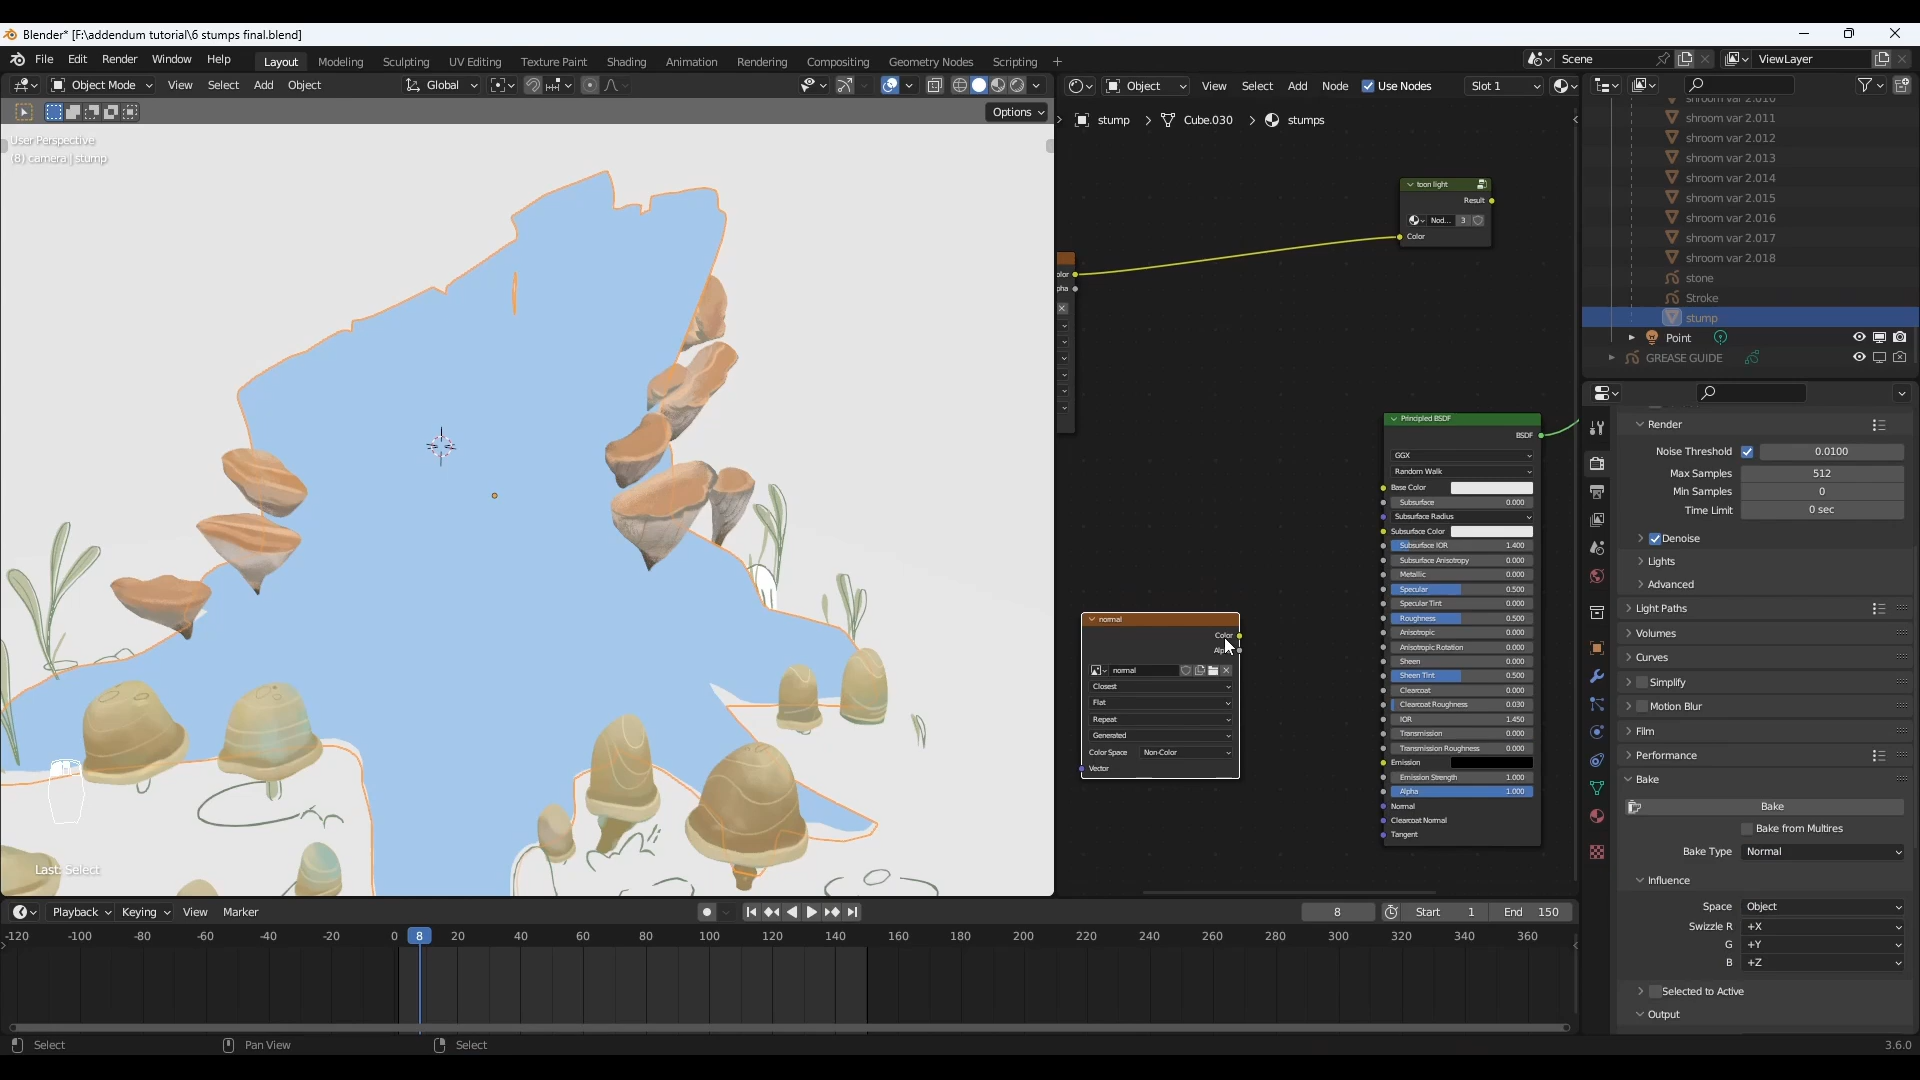 Blender* [F:\addendum tutorial\6 stumps final.blend]
File Edit Render Window Help Layout Modeling Sculpting UV Editing Texture Paint Shading Animation Rendering Compositing Geometry Nodes Scripting + Scene ViewLayer
Object Mode View Select Add Object Global
Object View Select Add Node Use Nodes Slot 1
Options
stump > Cube.030 > stumps
User Perspective
(8) camera | stump
toon light
Result
Nod... 3
Color
Principled BSDF
BSDF
GGX
Random Walk
Base Color
Subsurface 0.000
Subsurface Radius
Subsurface Color
Subsurface IOR 1.400
Subsurface Anisotropy 0.000
Metallic 0.000
Specular 0.500
Specular Tint 0.000
Roughness 0.500
Anisotropic 0.000
Anisotropic Rotation 0.000
Sheen 0.000
Sheen Tint 0.500
Clearcoat 0.000
Clearcoat Roughness 0.030
IOR 1.450
Transmission 0.000
Transmission Roughness 0.000
Emission
Emission Strength 1.000
Alpha 1.000
Normal
Clearcoat Normal
Tangent
normal
Color
normal
Closest
Flat
Repeat
Generated
Color Space Non-Color
Vector
shroom var 2.010
shroom var 2.011
shroom var 2.012
shroom var 2.013
shroom var 2.014
shroom var 2.015
shroom var 2.016
shroom var 2.017
shroom var 2.018
stone
Stroke
stump
Point
GREASE GUIDE
Render
Noise Threshold 0.0100
Max Samples 512
Min Samples 0
Time Limit 0 sec
Denoise
Lights
Advanced
Light Paths
Volumes
Curves
Simplify
Motion Blur
Film
Performance
Bake
Bake
Bake from Multires
Bake Type Normal
Influence
Space Object
Swizzle R +X
G +Y
B +Z
Selected to Active
Output
Last: Select
Playback Keying View Marker 8 Start 1 End 150
-120 -100 -80 -60 -40 -20 0 8 20 40 60 80 100 120 140 160 180 200 220 240 260 280 300 320 340 360
Select Pan View Select 3.6.0